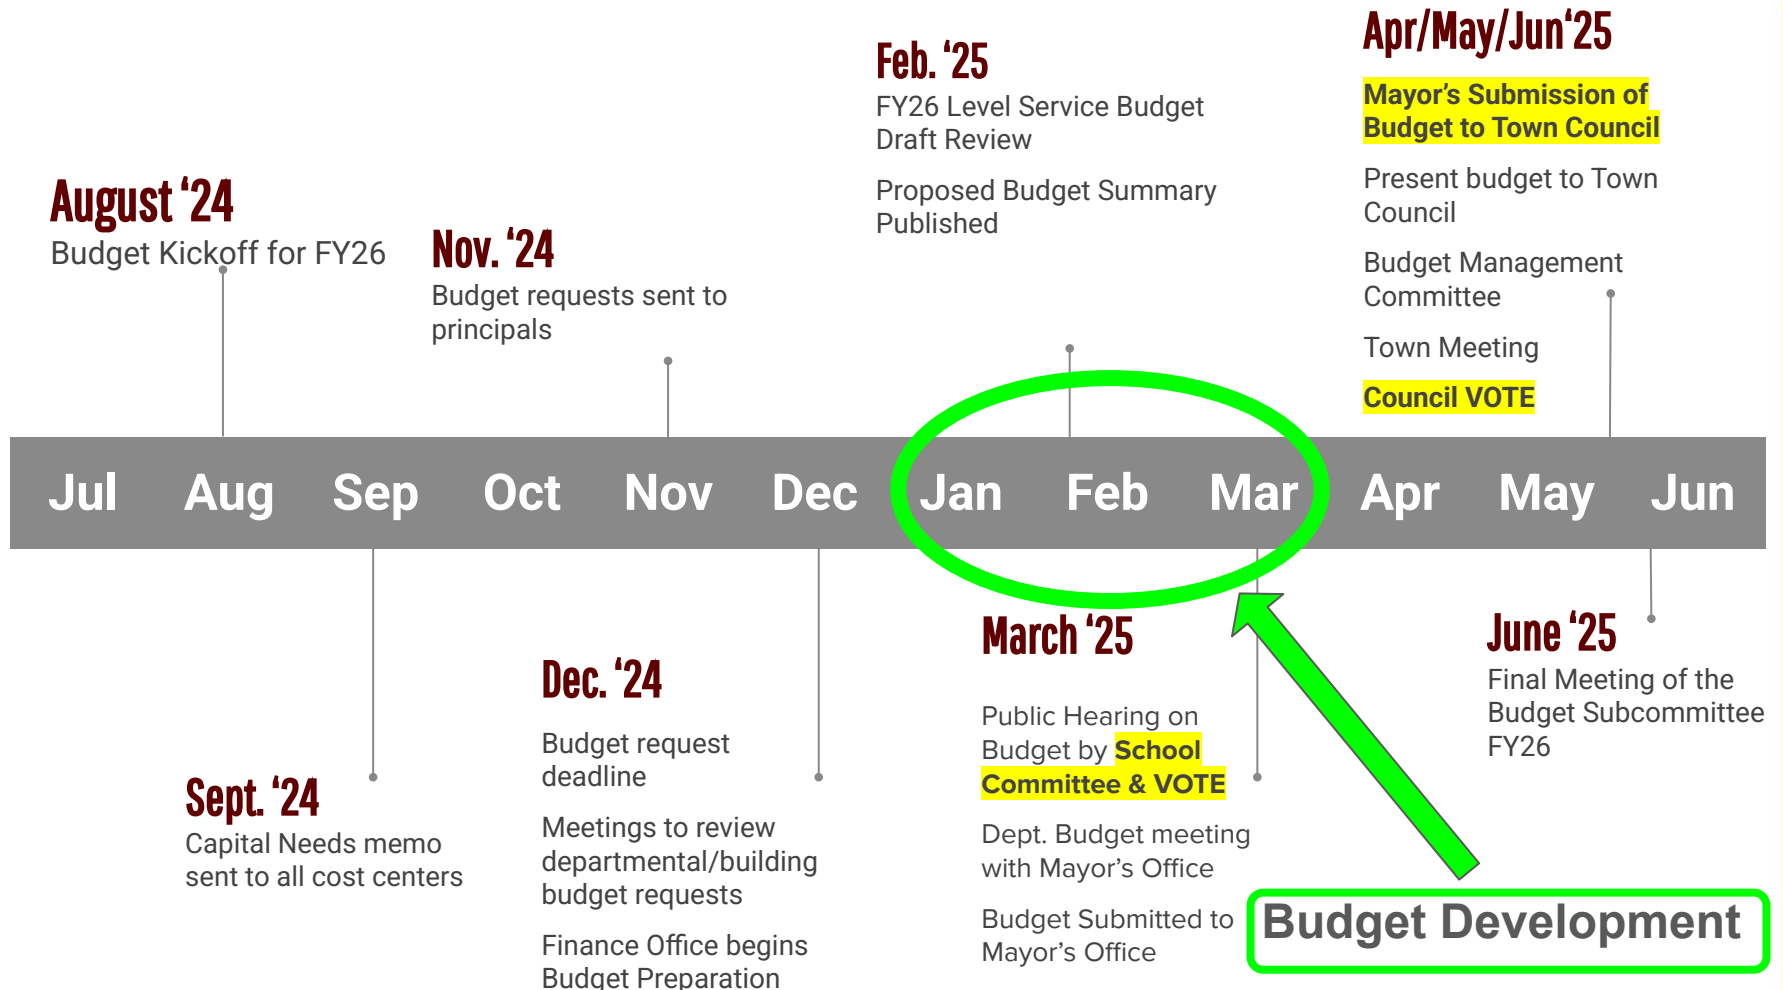 August ‘24
Budget Kickoff for FY26
Nov. ‘24
Budget requests sent to
principals
Feb. ‘25
FY26 Level Service Budget
Draft Review
Proposed Budget Summary
Published
Apr/May/Jun‘25
Mayor’s Submission of
Budget to Town Council
Present budget to Town
Council
Budget Management
Committee
Town Meeting
Council VOTE
Jul Aug Sep Oct Nov Dec Jan Feb Mar Apr May Jun
Sept. ‘24
Capital Needs memo
sent to all cost centers
Dec. ‘24
Budget request
deadline
Meetings to review
departmental/building
budget requests
Finance Office begins
Budget Preparation
March ‘25
Public Hearing on
Budget by School
Committee & VOTE
Dept. Budget meeting
with Mayor’s Office
Budget Submitted to
Mayor’s Office
June ‘25
Final Meeting of the
Budget Subcommittee
FY26
Budget Development